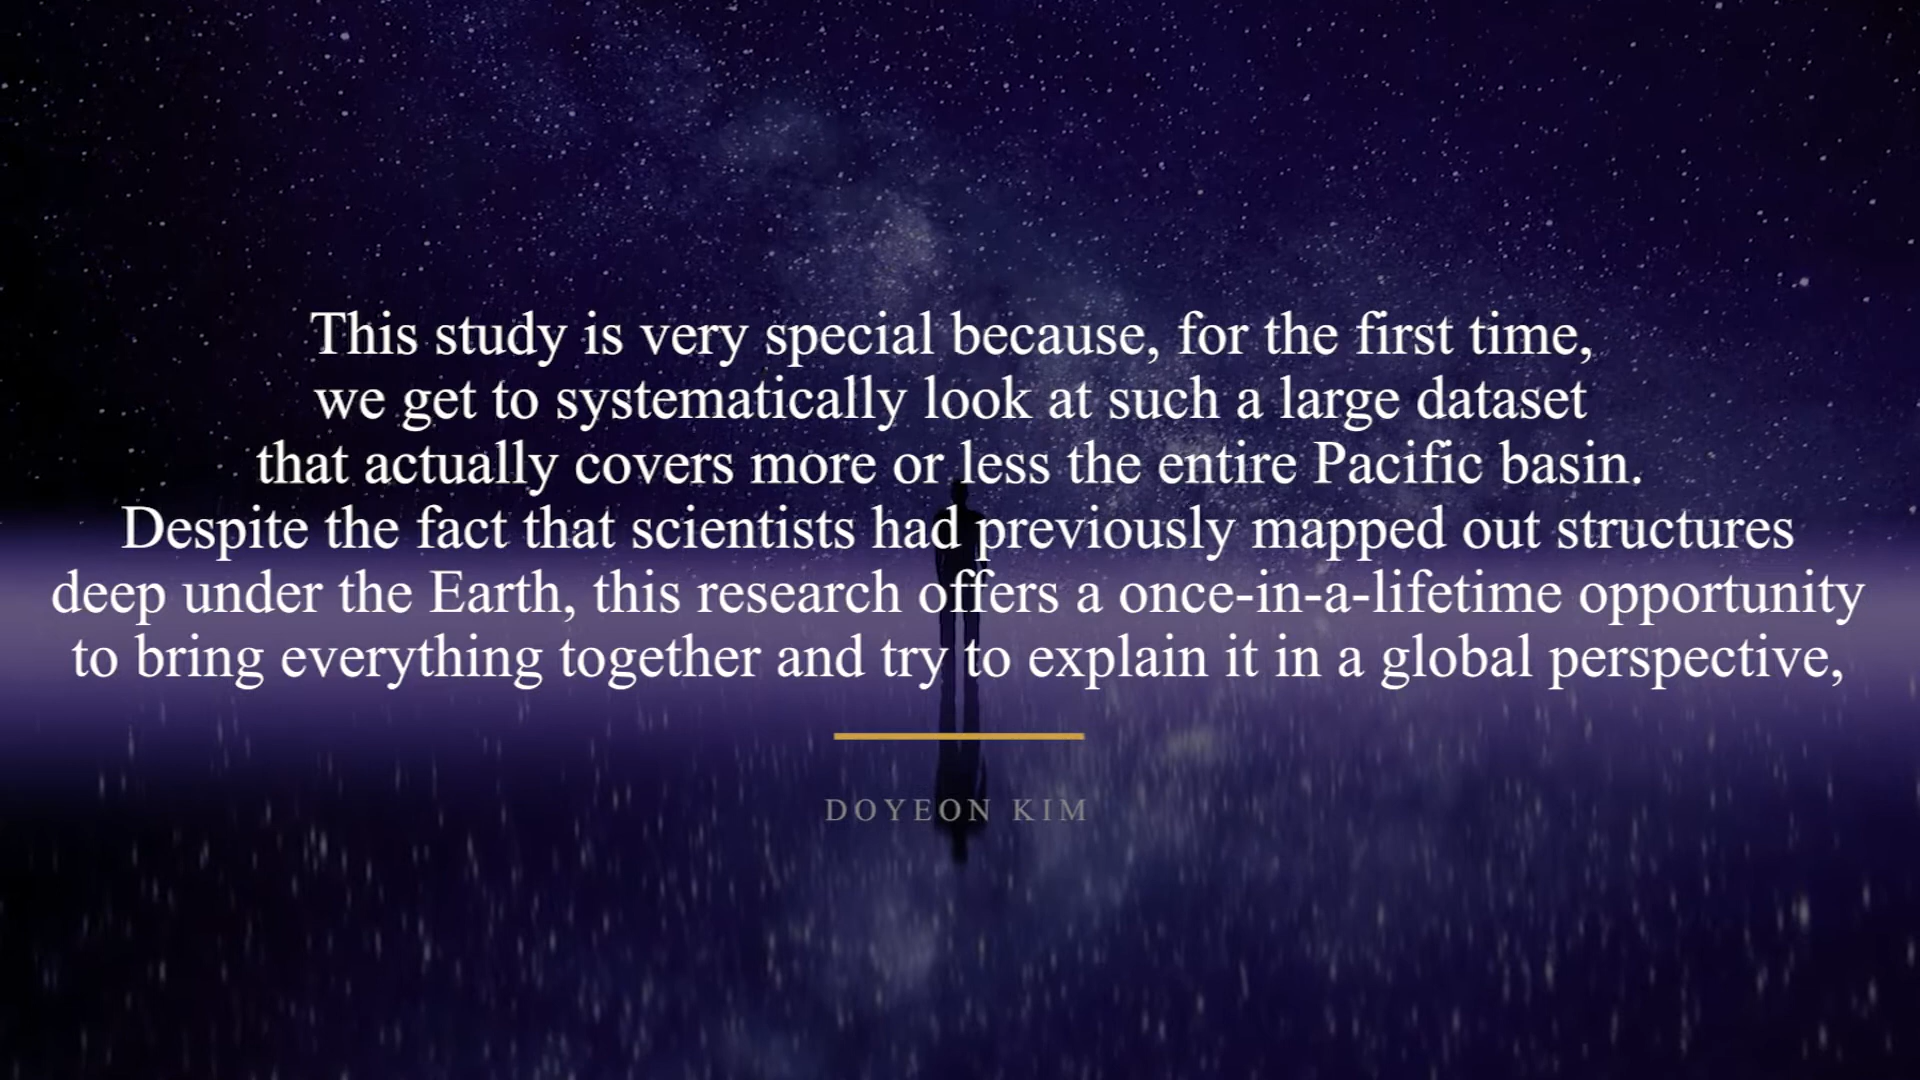 This study is very special because, for the first time,
we get to systematically look at such a large dataset
that actually covers more or less the entire Pacific basin.
Despite the fact that scientists had previously mapped out structures
deep under the Earth, this research offers a once-in-a-lifetime opportunity
to bring everything together and try to explain it in a global perspective,
DOYEON KIM